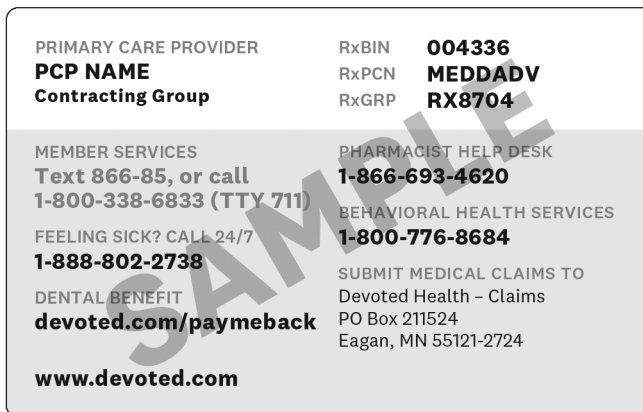 PRIMARY CARE PROVIDER
PCP NAME
Contracting Group
RxBIN 004336
RxPCN MEDDADV
RxGRP RX8704
MEMBER SERVICES
Text 866-85, or call
1-800-338-6833 (TTY 711)
FEELING SICK? CALL 24/7
1-888-802-2738
DENTAL BENEFIT
devoted.com/paymeback
www.devoted.com
PHARMACIST HELP DESK
1-866-693-4620
BEHAVIORAL HEALTH SERVICES
1-800-776-8684
SUBMIT MEDICAL CLAIMS TO
Devoted Health – Claims
PO Box 211524
Eagan, MN 55121-2724
SAMPLE